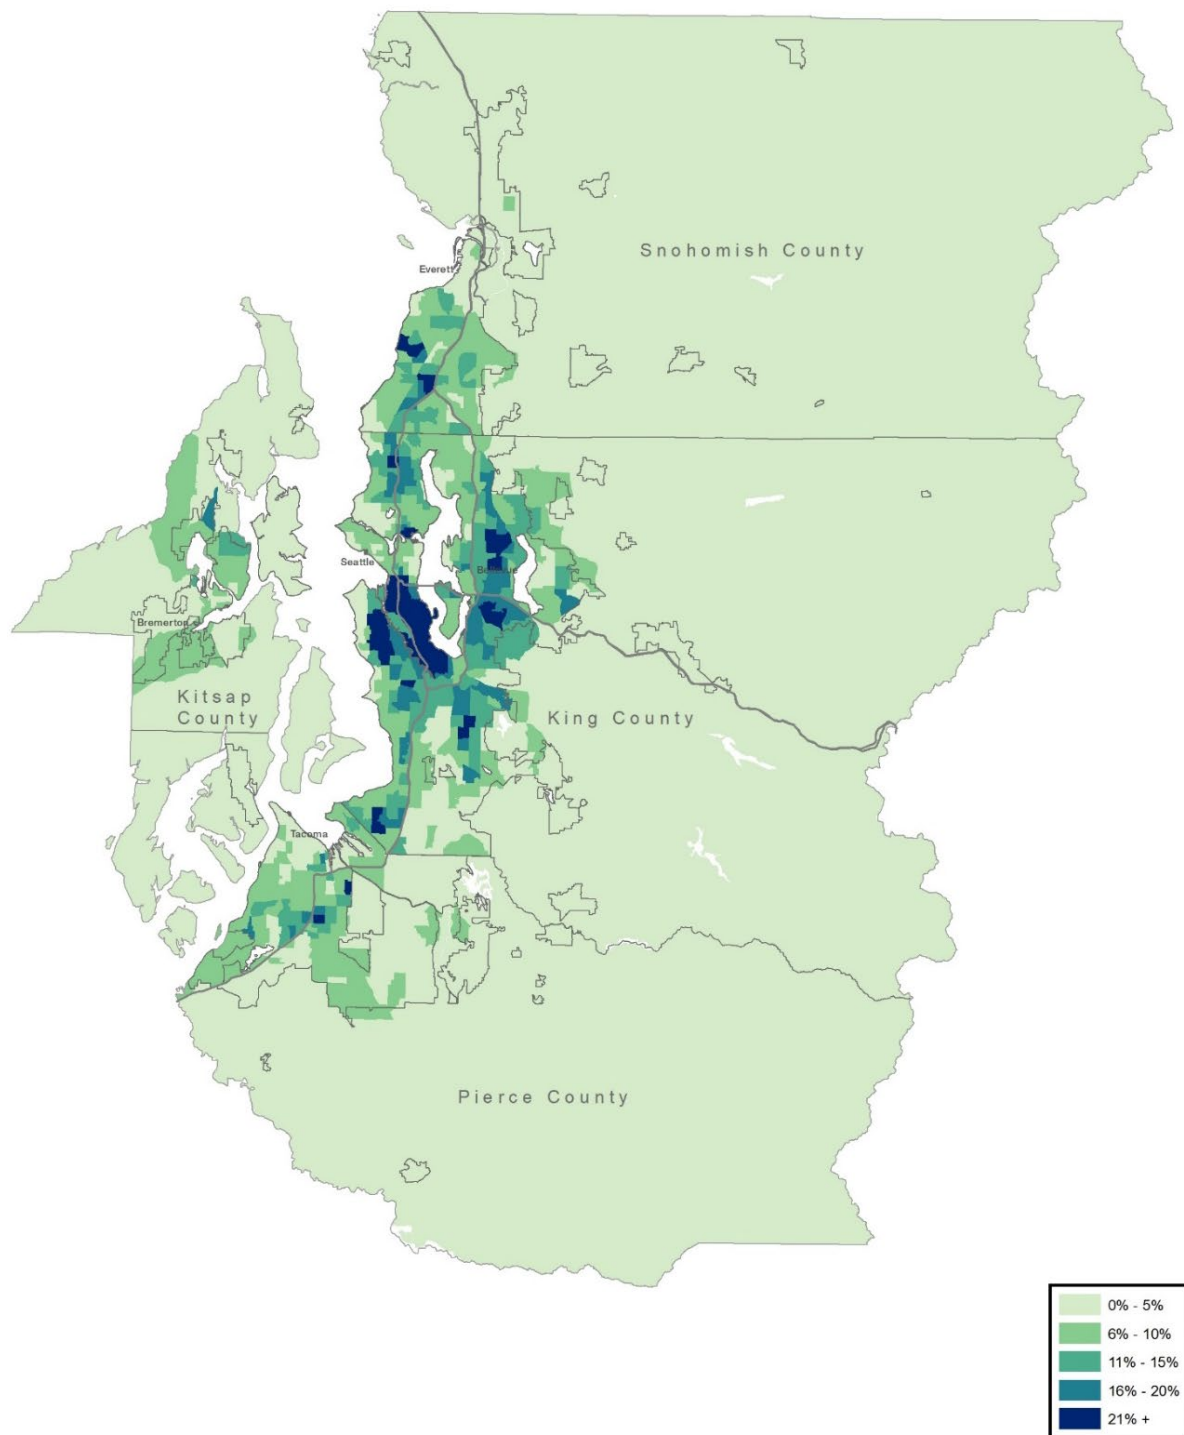 Snohomish County
Everett
Seattle
Bellevue
Bremerton
Kitsap
County
King County
Tacoma
Pierce County
0% - 5%
6% - 10%
11% - 15%
16% - 20%
21% +